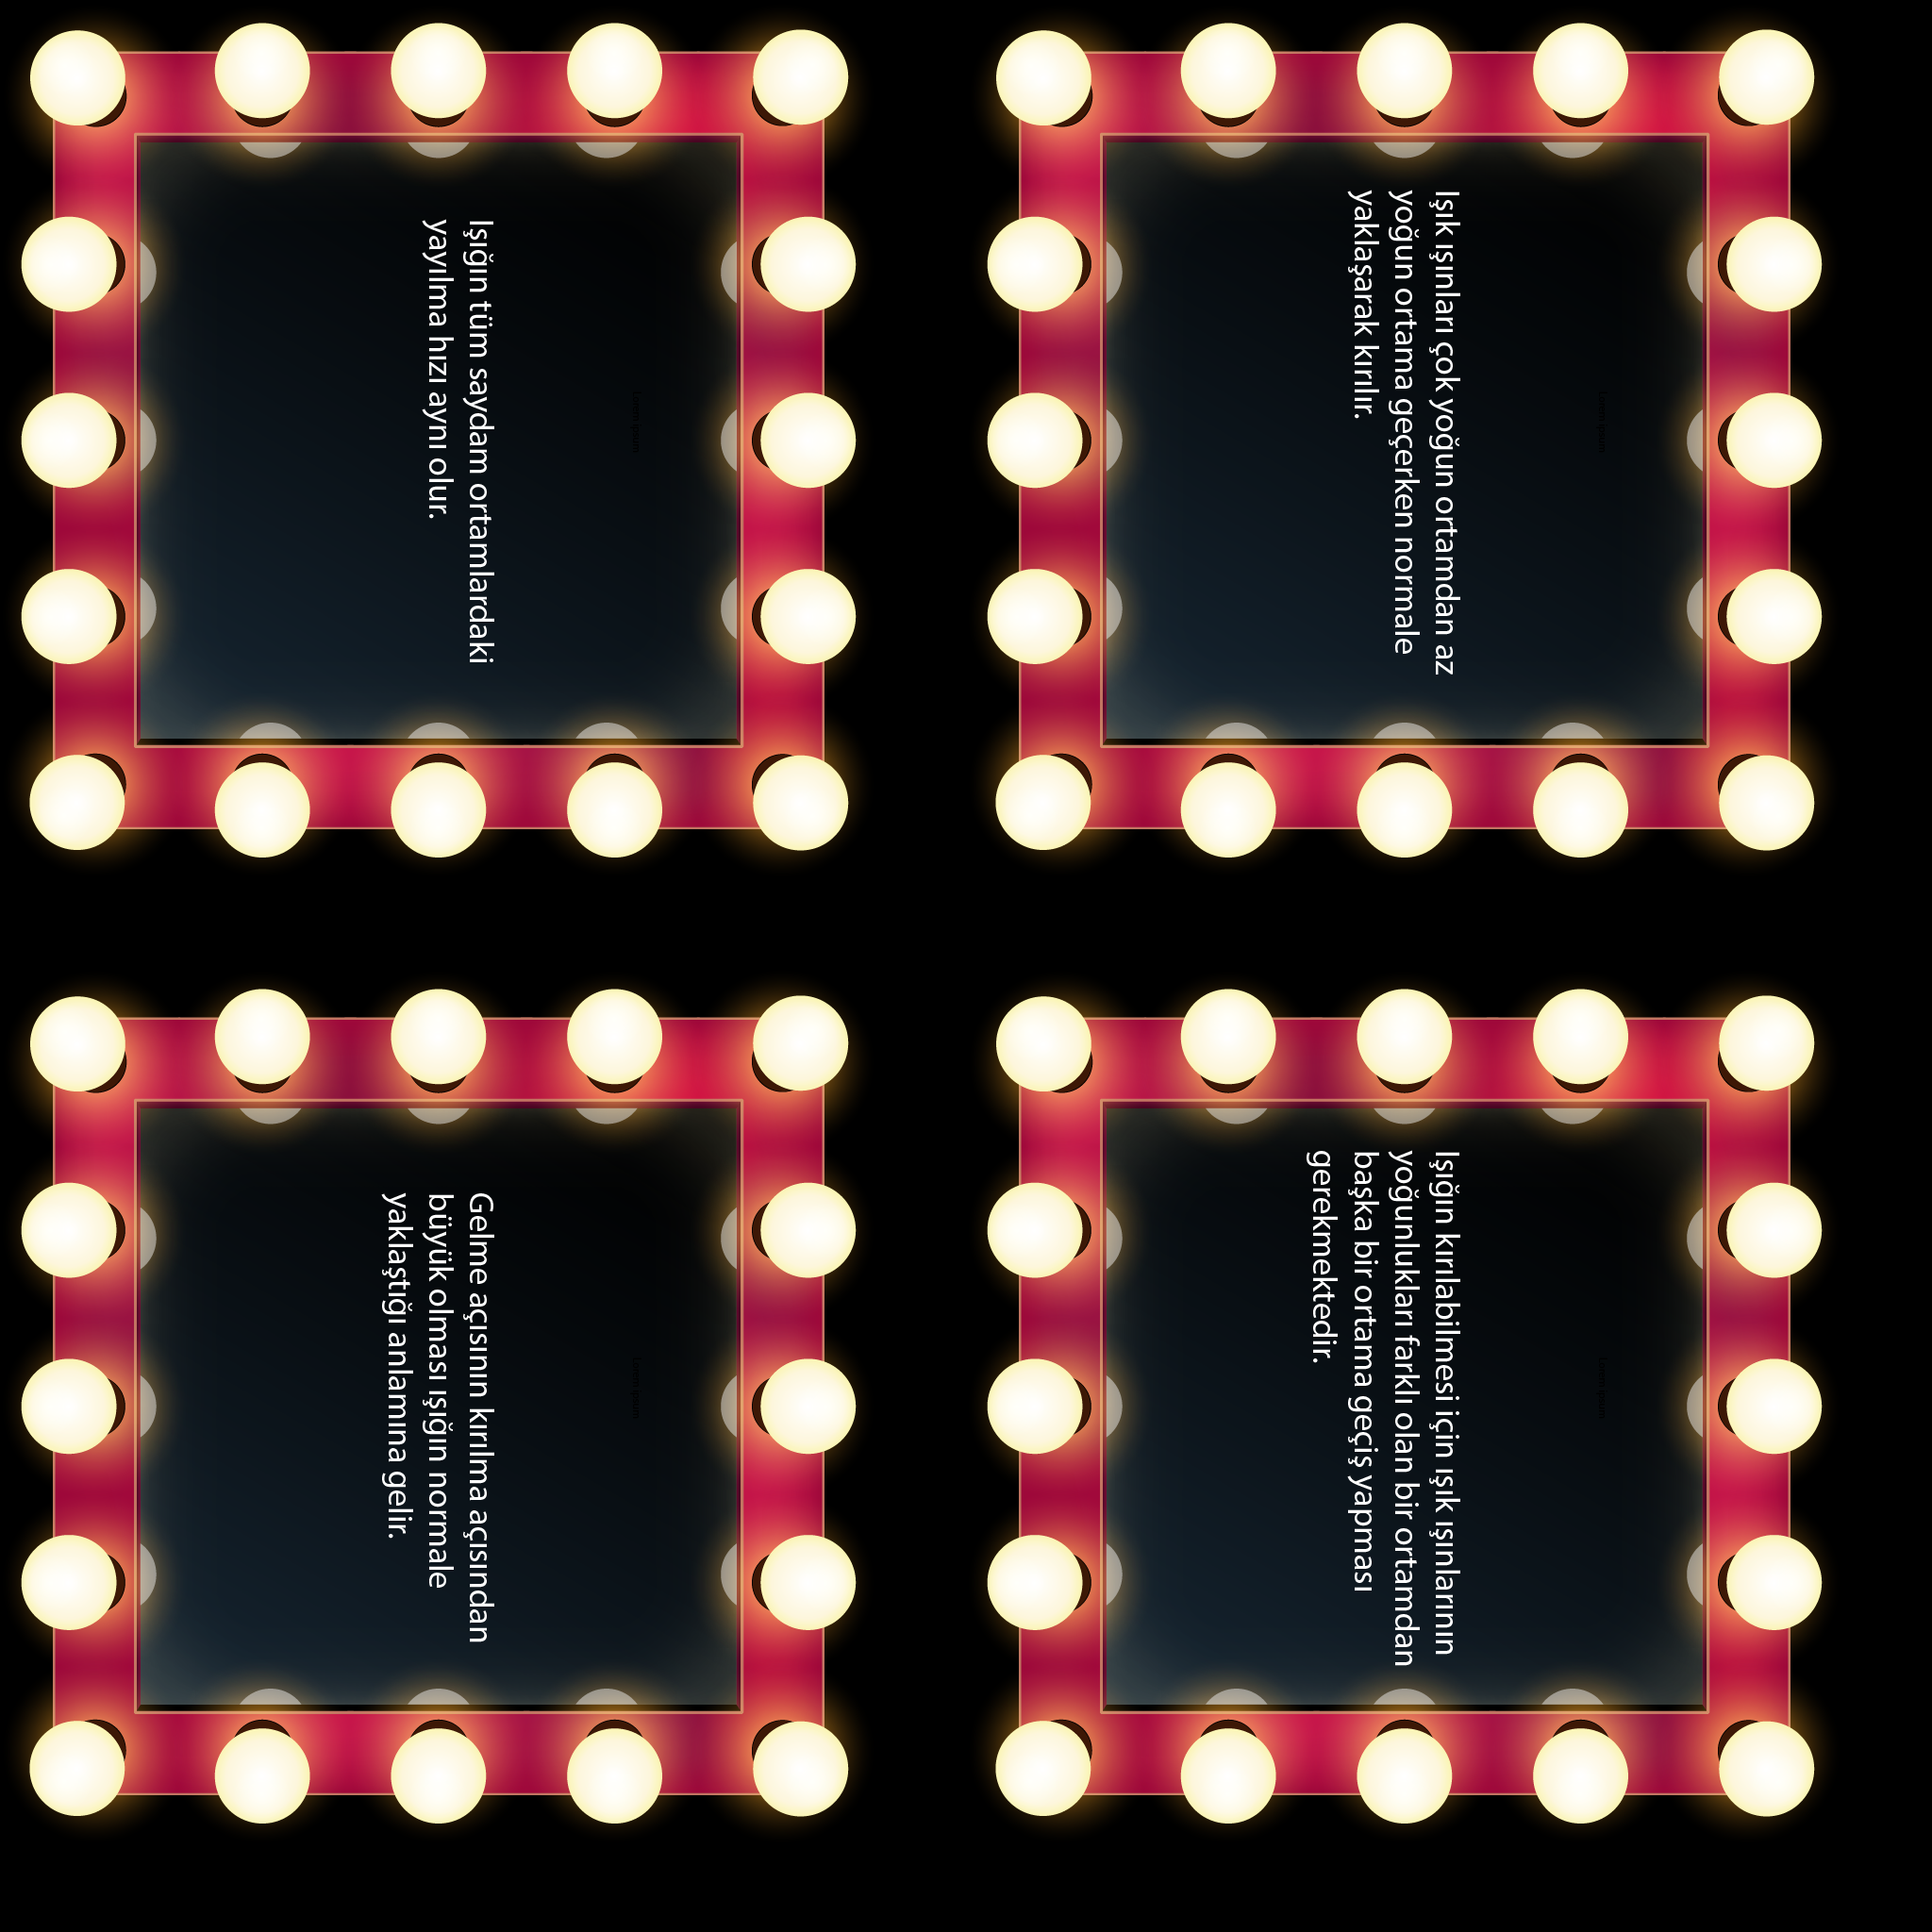 Işığın tüm saydam ortamlardaki
yayılma hızı aynı olur.
Işık ışınları çok yoğun ortamdan az
yoğun ortama geçerken normale
yaklaşarak kırılır.
Gelme açısının kırılma açısından
büyük olması ışığın normale
yaklaştığı anlamına gelir.
Işığın kırılabilmesi için ışık ışınlarının
yoğunlukları farklı olan bir ortamdan
başka bir ortama geçiş yapması
gerekmektedir.